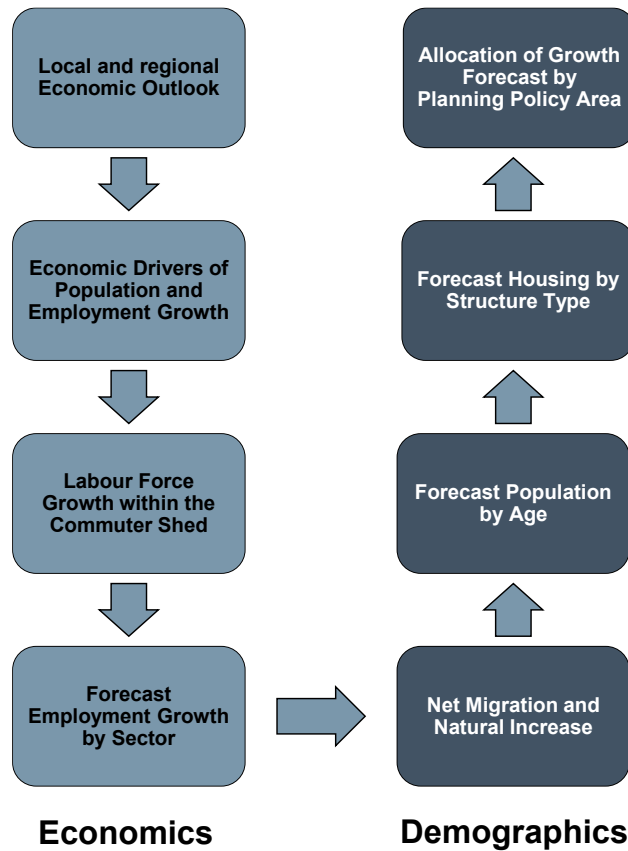 Local and regional
Economic Outlook
Economic Drivers of
Population and
Employment Growth
Labour Force
Growth within the
Commuter Shed
Forecast
Employment Growth
by Sector
Economics
Allocation of Growth
Forecast by
Planning Policy Area
Forecast Housing by
Structure Type
Forecast Population
by Age
Net Migration and
Natural Increase
Demographics